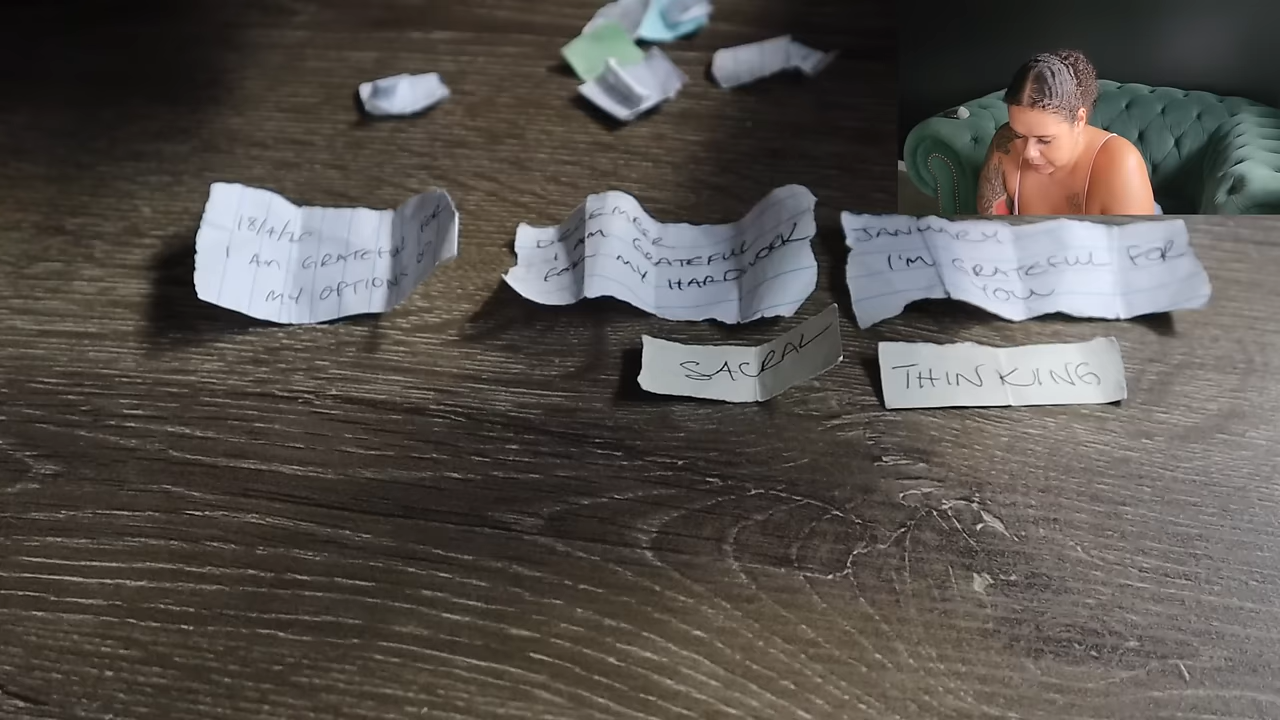 18/4/20
I AM GRATEFUL FOR
MY OPTION
DECEMBER
I AM GRATEFUL
FOR MY HARDWORK
JANUARY
I'M GRATEFUL FOR
YOU
SACRAL
THINKING